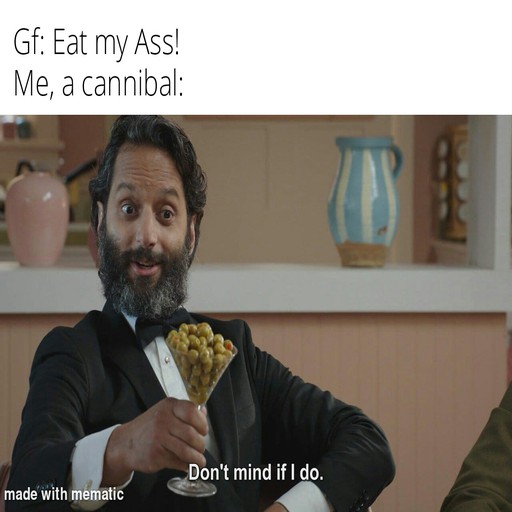 Gf: Eat my Ass!
Me, a cannibal:
Don't mind if I do.
made with mematic